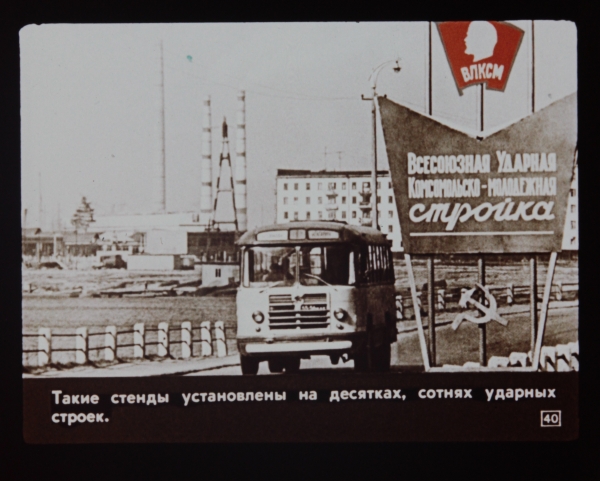 ВЛКСМ
Всесоюзная Ударная
Комсомольско-молодежная
стройка
Такие стенды установлены на десятках, сотнях ударных
строек.
40